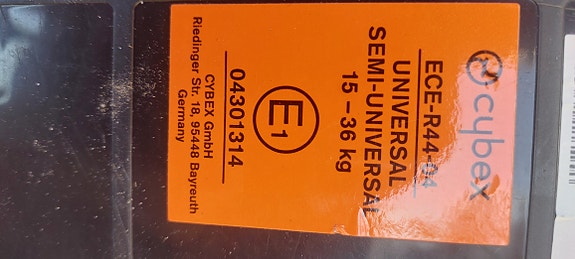 cybex
ECE-R44-04
UNIVERSAL
SEMI-UNIVERSAL
15 – 36 kg
E1
04301314
CYBEX GmbH
Riedinger Str. 18, 95448 Bayreuth
Germany